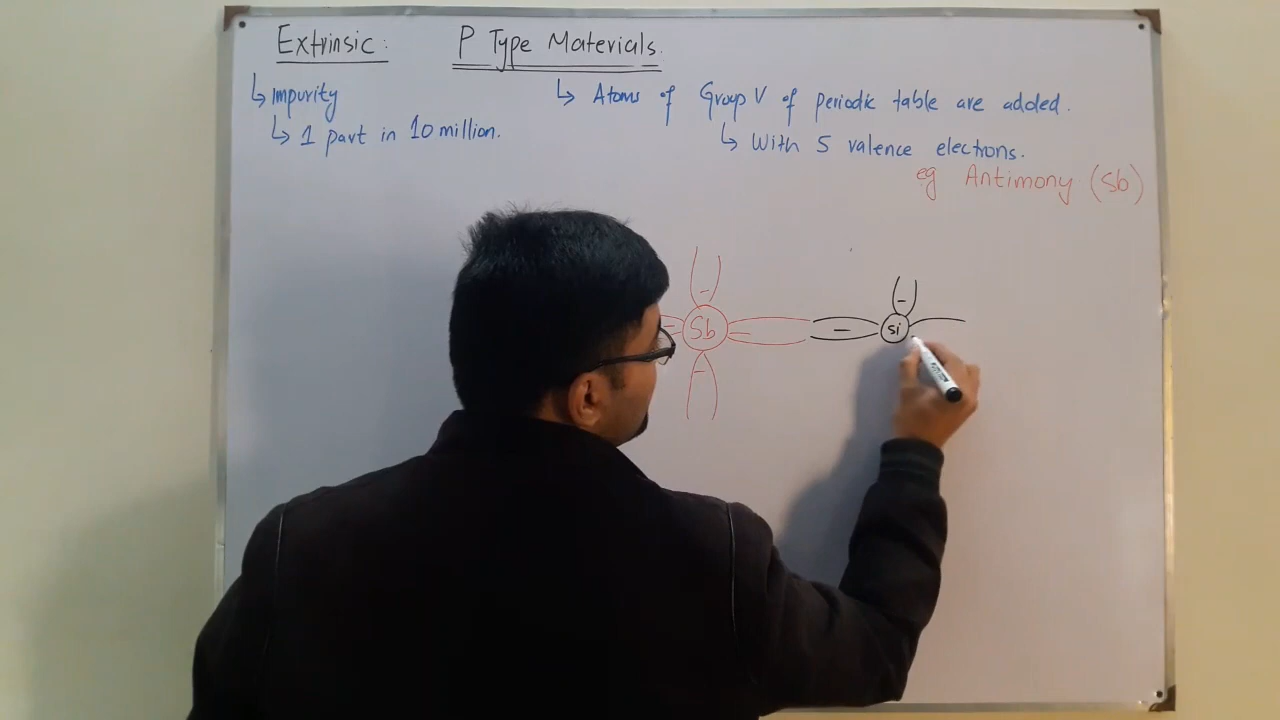 Extrinsic: P Type Materials.
↳ Impurity ↳ Atoms of Group V of periodic table are added.
↳ 1 part in 10 million. ↳ With 5 valence electrons.
eg Antimony (Sb)
Sb Si